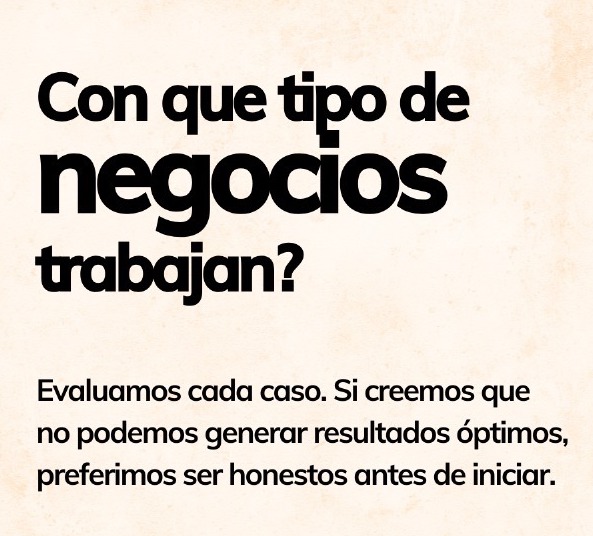 Con que tipo de
negocios
trabajan?
Evaluamos cada caso. Si creemos que
no podemos generar resultados óptimos,
preferimos ser honestos antes de iniciar.